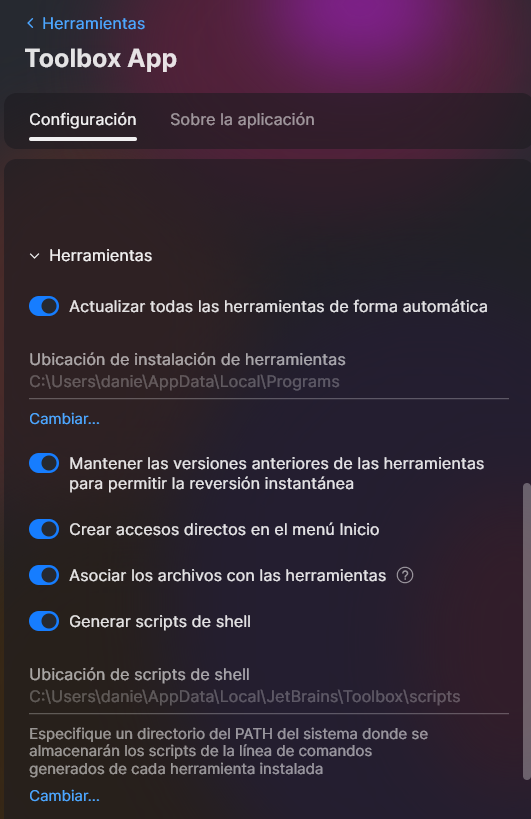 Herramientas
Toolbox App
Configuración
Sobre la aplicación
Herramientas
Actualizar todas las herramientas de forma automática
Ubicación de instalación de herramientas
C:\Users\danie\AppData\Local\Programs
Cambiar...
Mantener las versiones anteriores de las herramientas
para permitir la reversión instantánea
Crear accesos directos en el menú Inicio
Asociar los archivos con las herramientas ?
Generar scripts de shell
Ubicación de scripts de shell
C:\Users\danie\AppData\Local\JetBrains\Toolbox\scripts
Especifique un directorio del PATH del sistema donde se
almacenarán los scripts de la línea de comandos
generados de cada herramienta instalada
Cambiar...